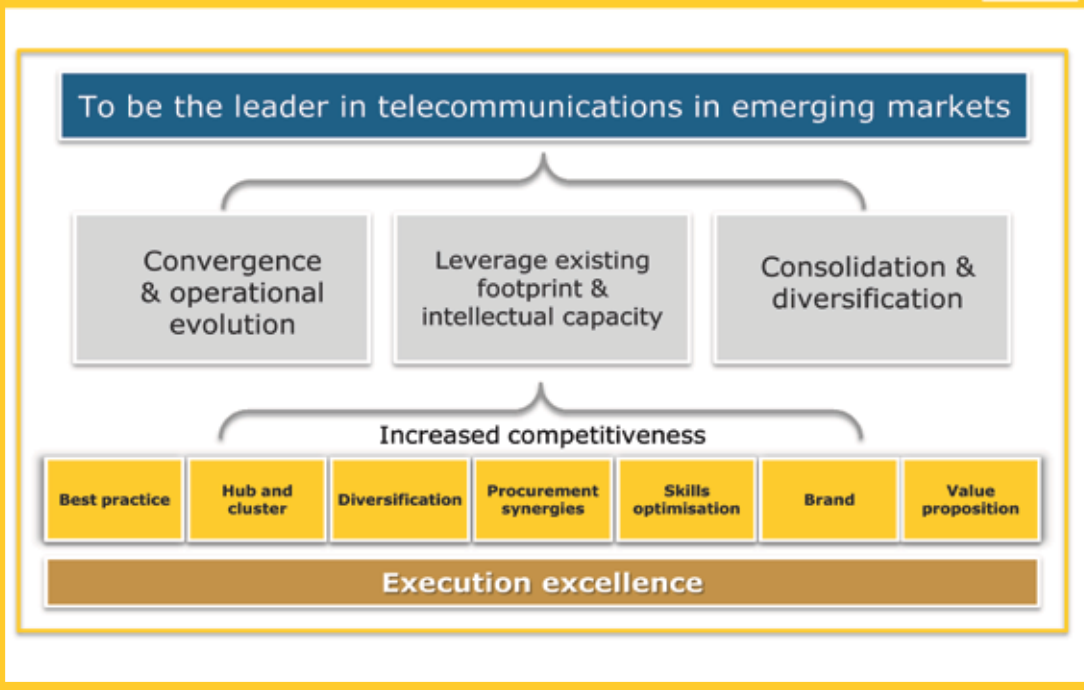 To be the leader in telecommunications in emerging markets
Convergence
& operational
evolution
Leverage existing
footprint &
intellectual capacity
Consolidation &
diversification
Increased competitiveness
Best practice
Hub and
cluster
Diversification
Procurement
synergies
Skills
optimisation
Brand
Value
proposition
Execution excellence